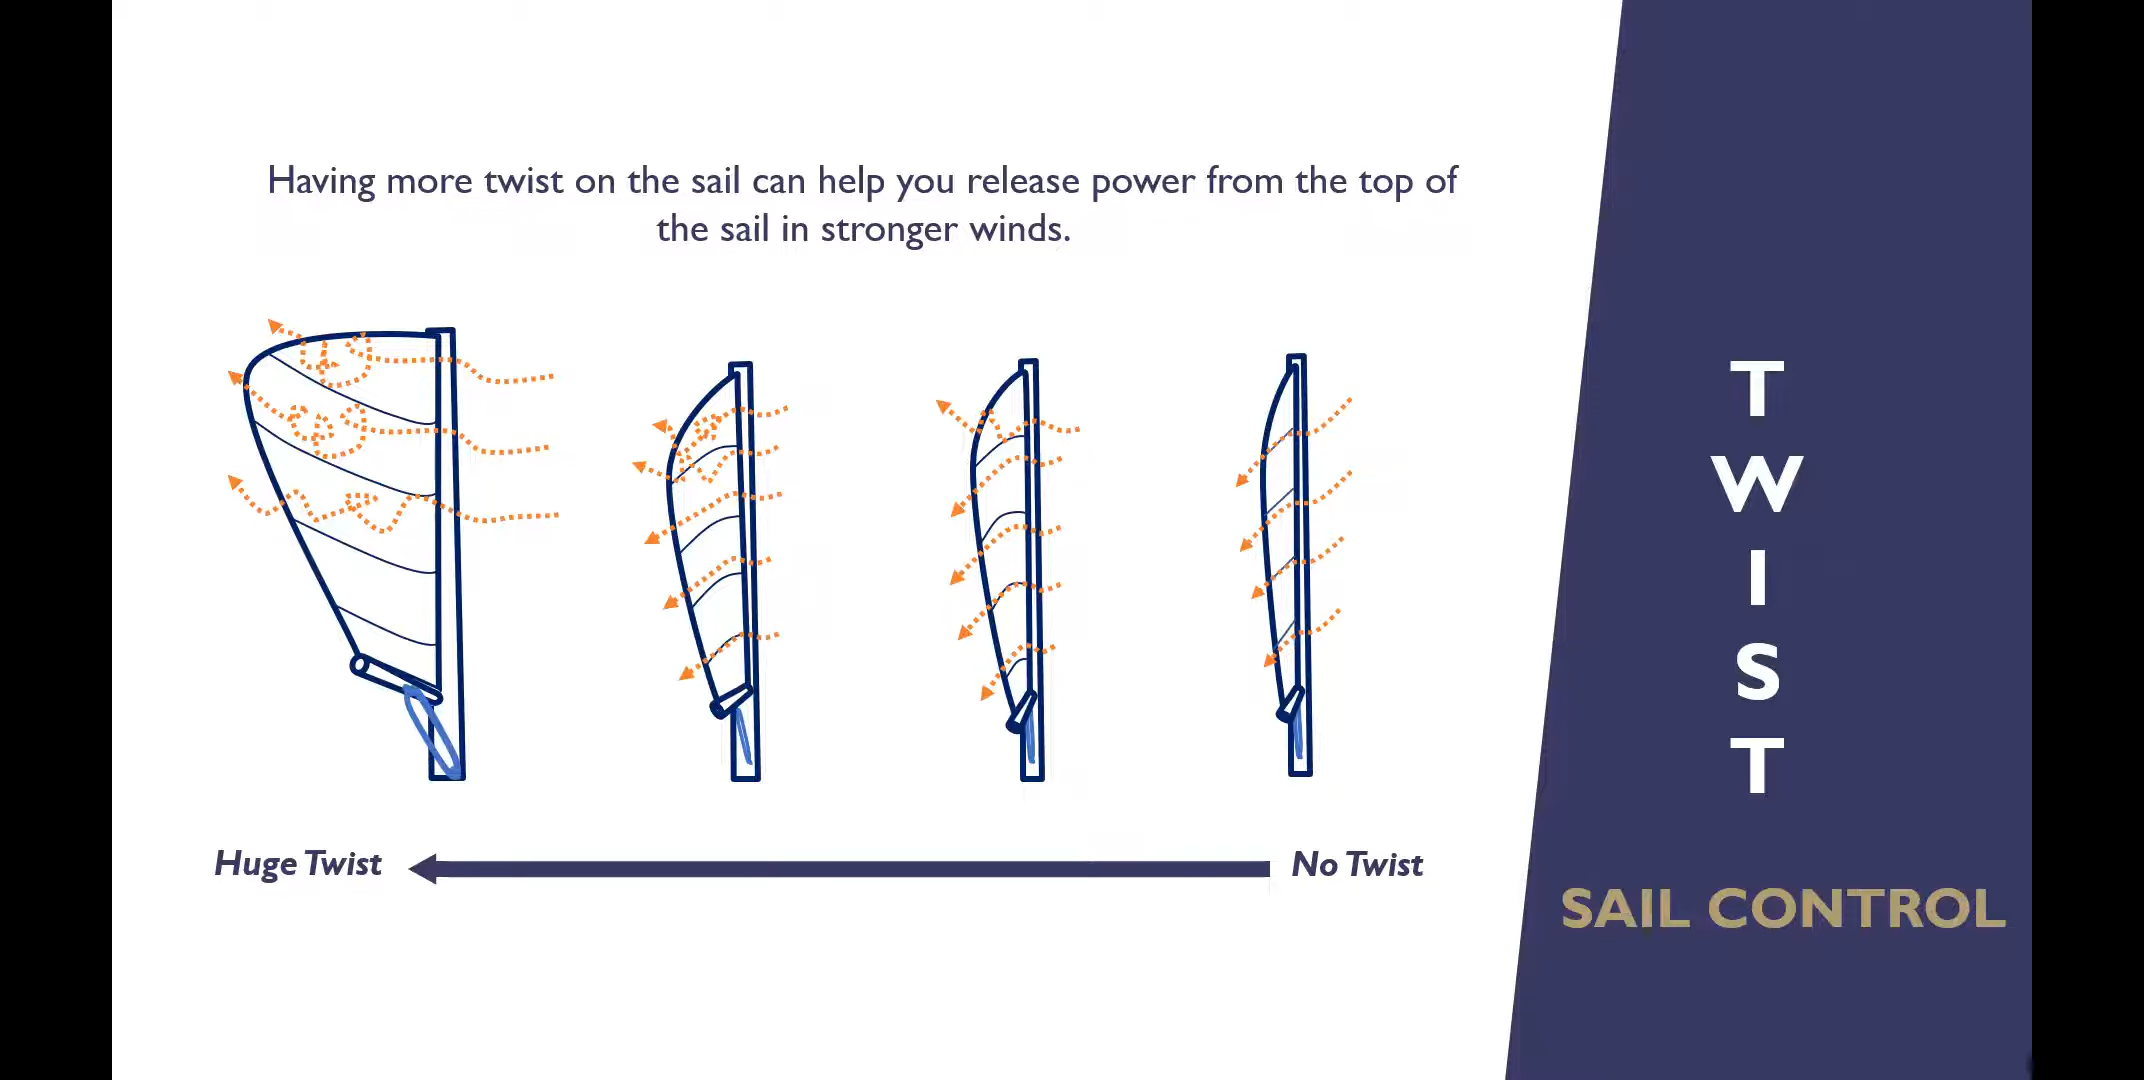 Having more twist on the sail can help you release power from the top of
the sail in stronger winds.
Huge Twist
No Twist
T
W
I
S
T
SAIL CONTROL